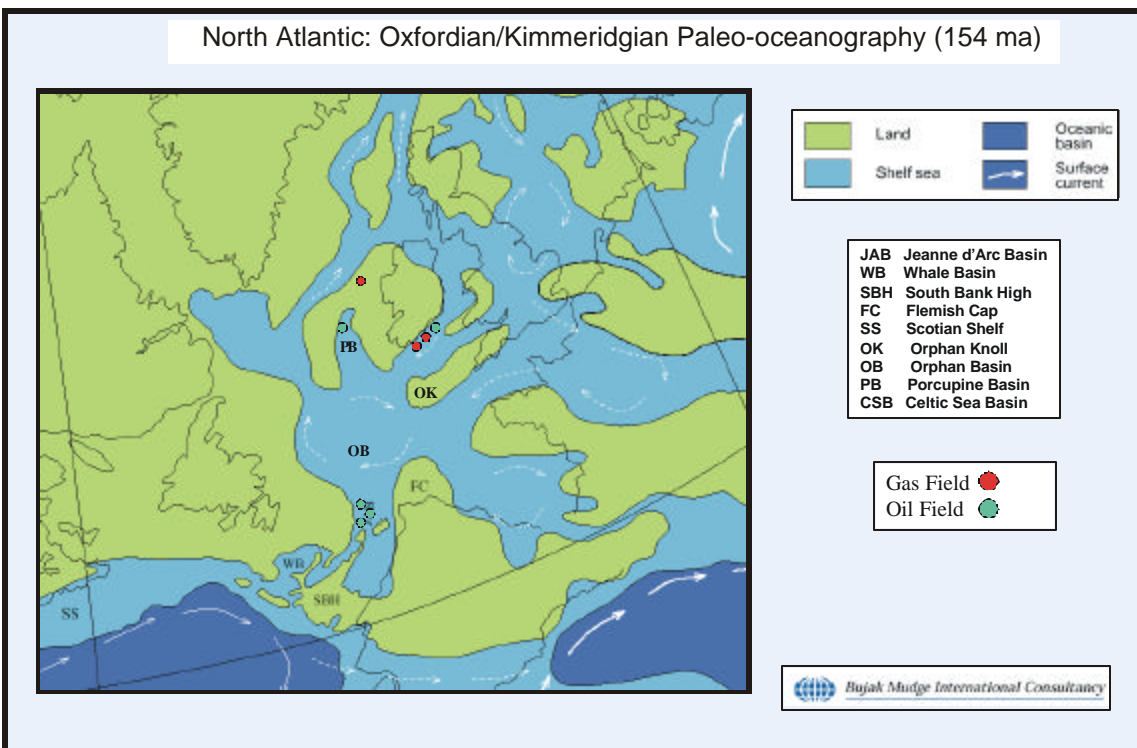 North Atlantic: Oxfordian/Kimmeridgian Paleo-oceanography (154 ma)
Land
Oceanic
basin
Shelf sea
Surface
current
JAB Jeanne d'Arc Basin
WB Whale Basin
SBH South Bank High
FC Flemish Cap
SS Scotian Shelf
OK Orphan Knoll
OB Orphan Basin
PB Porcupine Basin
CSB Celtic Sea Basin
PB
OK
OB
FC
WB
SBH
SS
Gas Field
Oil Field
Bujak Mudge International Consultancy